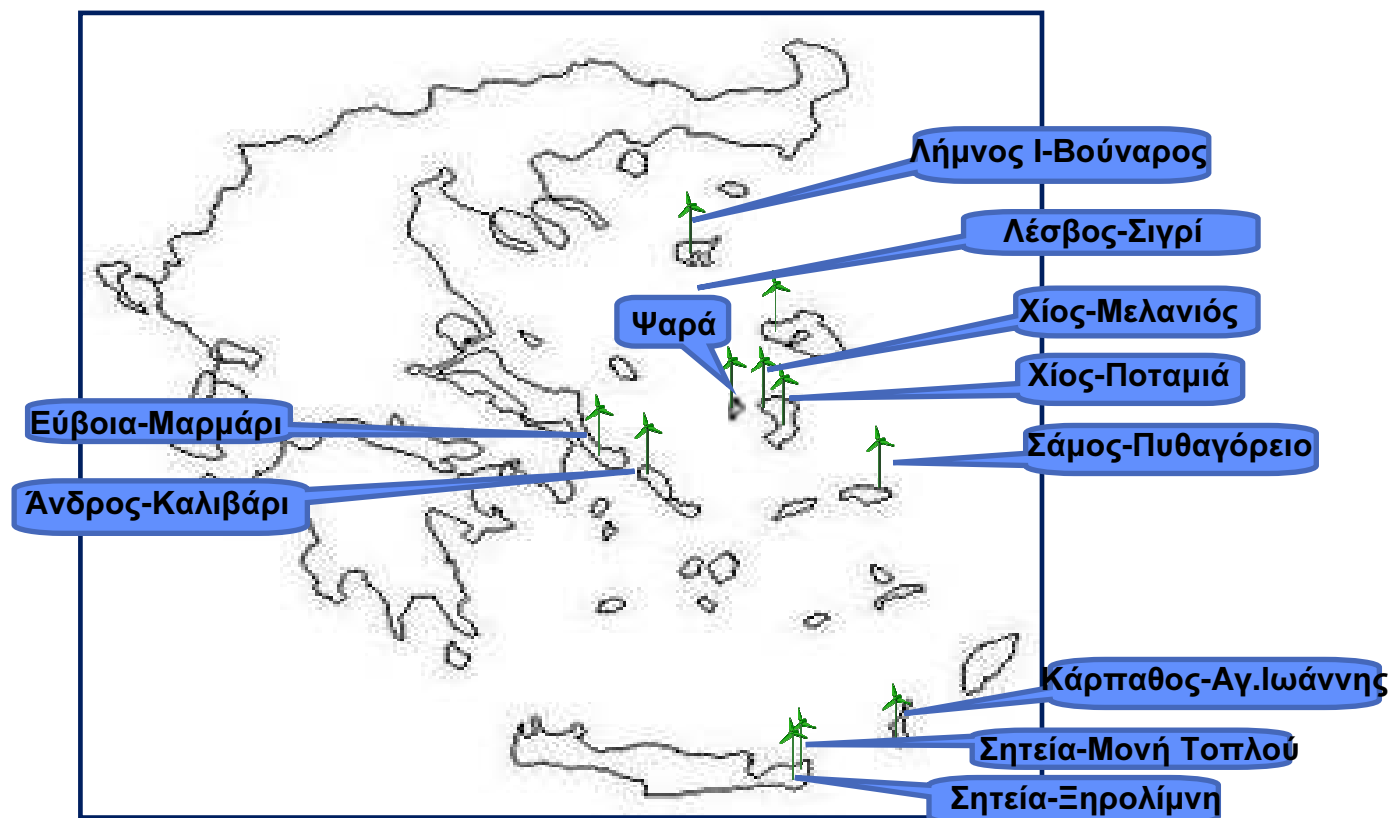 Λήμνος Ι-Βούναρος
Λέσβος-Σιγρί
Χίος-Μελανιός
Ψαρά
Χίος-Ποταμιά
Εύβοια-Μαρμάρι
Σάμος-Πυθαγόρειο
Άνδρος-Καλιβάρι
Κάρπαθος-Αγ.Ιωάννης
Σητεία-Μονή Τοπλού
Σητεία-Ξηρολίμνη